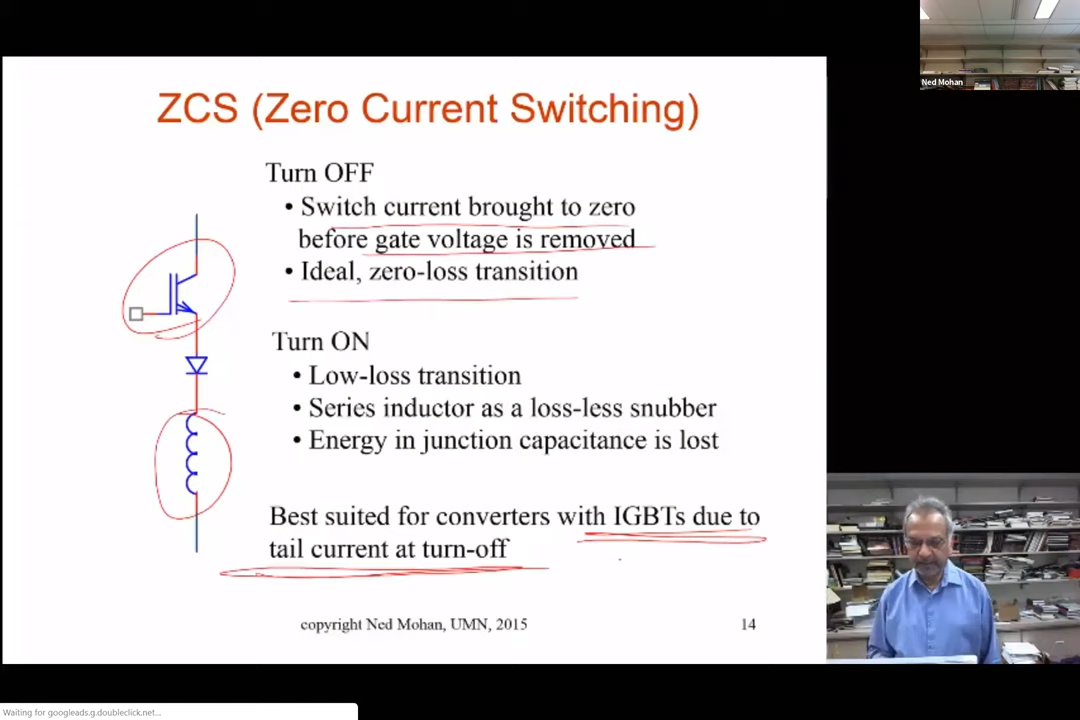 Ned Mohan
ZCS (Zero Current Switching)
Turn OFF
• Switch current brought to zero
before gate voltage is removed
• Ideal, zero-loss transition
Turn ON
• Low-loss transition
• Series inductor as a loss-less snubber
• Energy in junction capacitance is lost
Best suited for converters with IGBTs due to
tail current at turn-off
copyright Ned Mohan, UMN, 2015
14
Waiting for googleads.g.doubleclick.net...